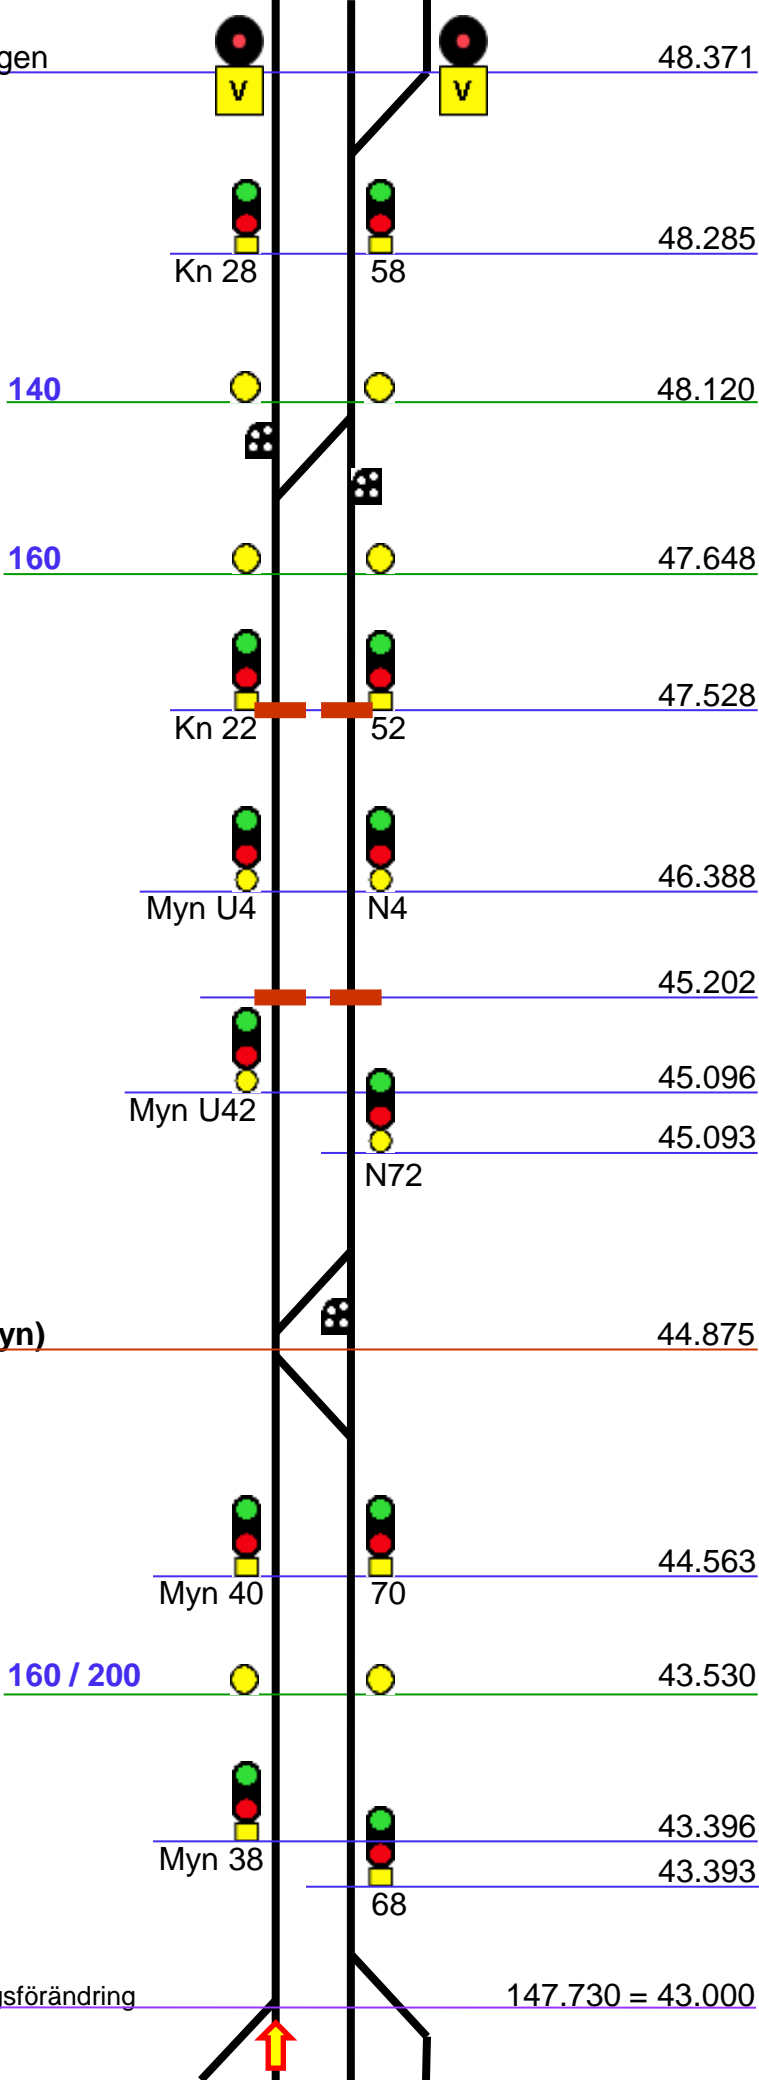 gen 48.371
V V
48.285
Kn 28 58
140 48.120
160 47.648
47.528
Kn 22 52
46.388
Myn U4 N4
45.202
45.096
Myn U42
45.093
N72
yn) 44.875
44.563
Myn 40 70
160 / 200 43.530
43.396
Myn 38
43.393
68
gsförändring 147.730 = 43.000